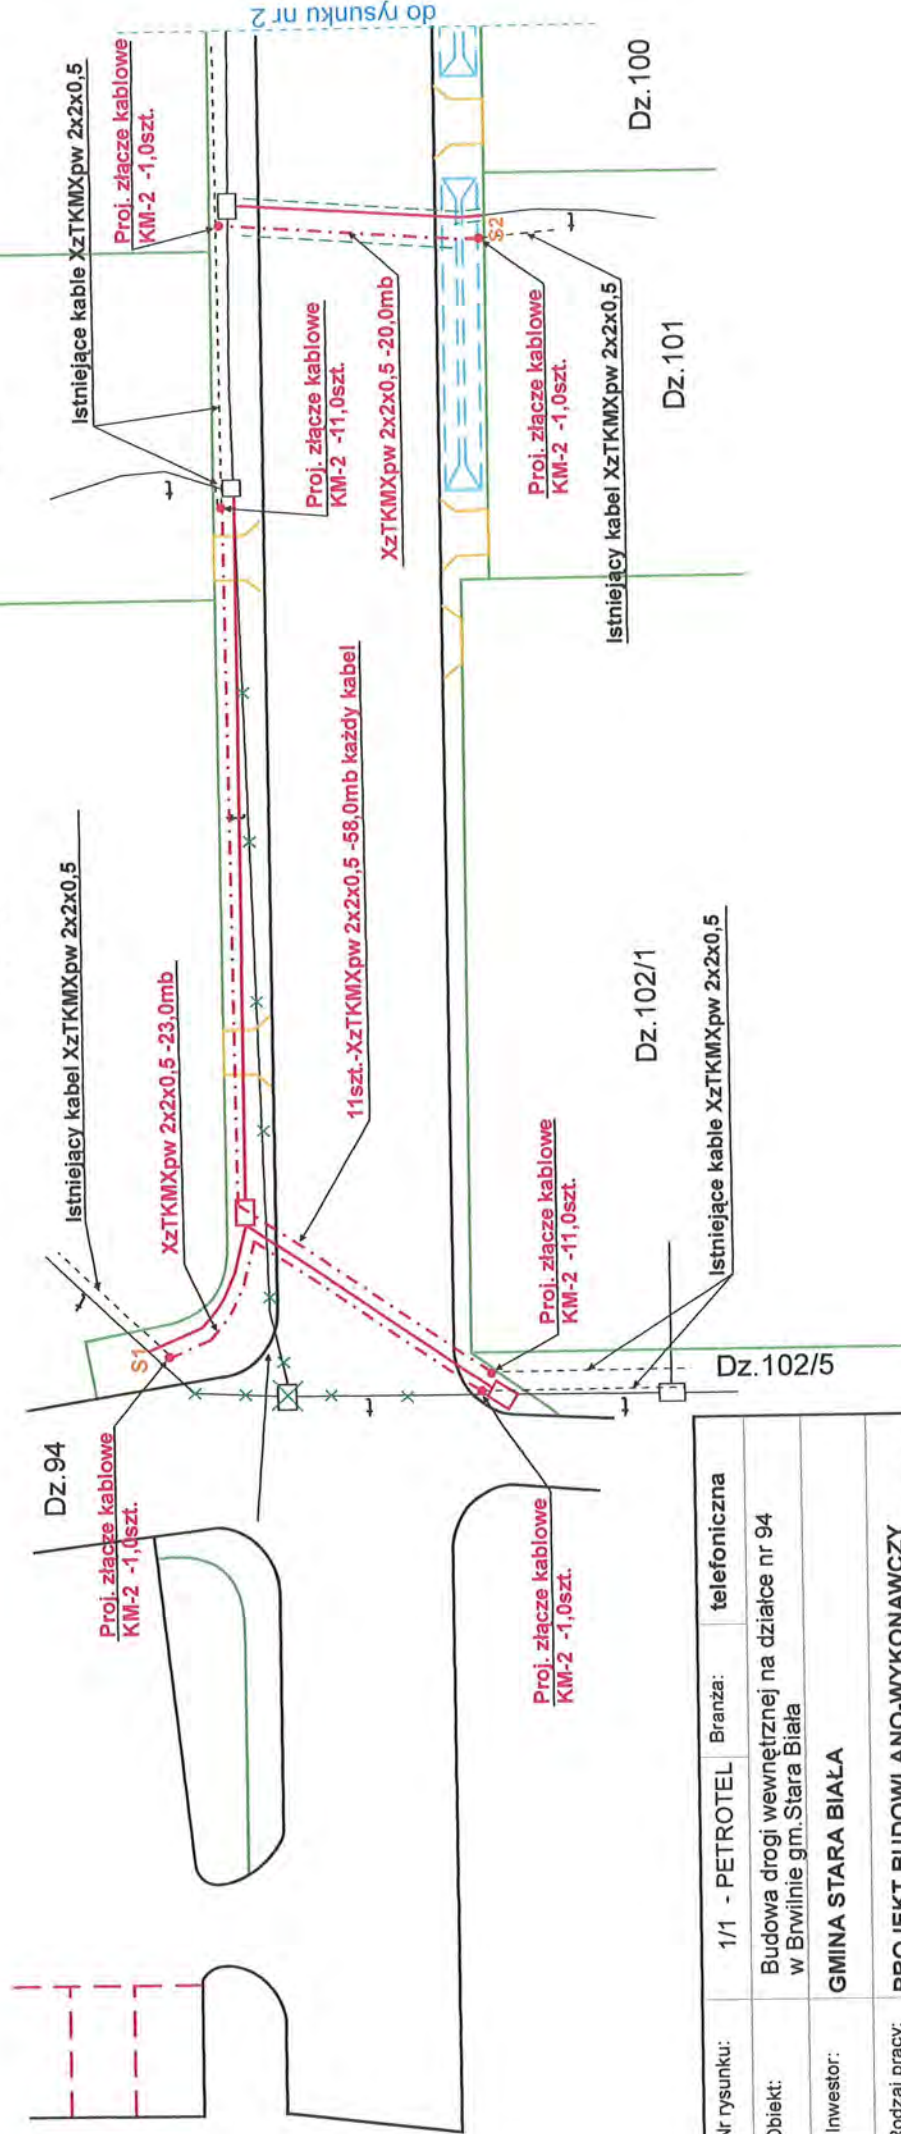 do rysunku nr 2
Istniejące kable XzTKMXpw 2x2x0,5
Proj. złącze kablowe
KM-2 -1,0szt.
Dz.100
t
S2
t
Proj. złącze kablowe
KM-2 -11,0szt.
XzTKMXpw 2x2x0,5 -20,0mb
Proj. złącze kablowe
KM-2 -1,0szt.
Istniejący kabel XzTKMXpw 2x2x0,5
Dz.101
Istniejący kabel XzTKMXpw 2x2x0,5
XzTKMXpw 2x2x0,5 -23,0mb
11szt.-XzTKMXpw 2x2x0,5 -58,0mb każdy kabel
t
Dz.102/1
Proj. złącze kablowe
KM-2 -11,0szt.
Istniejące kable XzTKMXpw 2x2x0,5
t
S1
Dz.102/5
t
t
Dz.94
Proj. złącze kablowe
KM-2 -1,0szt.
Proj. złącze kablowe
KM-2 -1,0szt.
Nr rysunku: 1/1 - PETROTEL Branża: telefoniczna
Obiekt: Budowa drogi wewnętrznej na działce nr 94
w Brwilnie gm.Stara Biała
Inwestor: GMINA STARA BIAŁA
Rodzaj pracy: PROJEKT BUDOWLANO-WYKONAWCZY